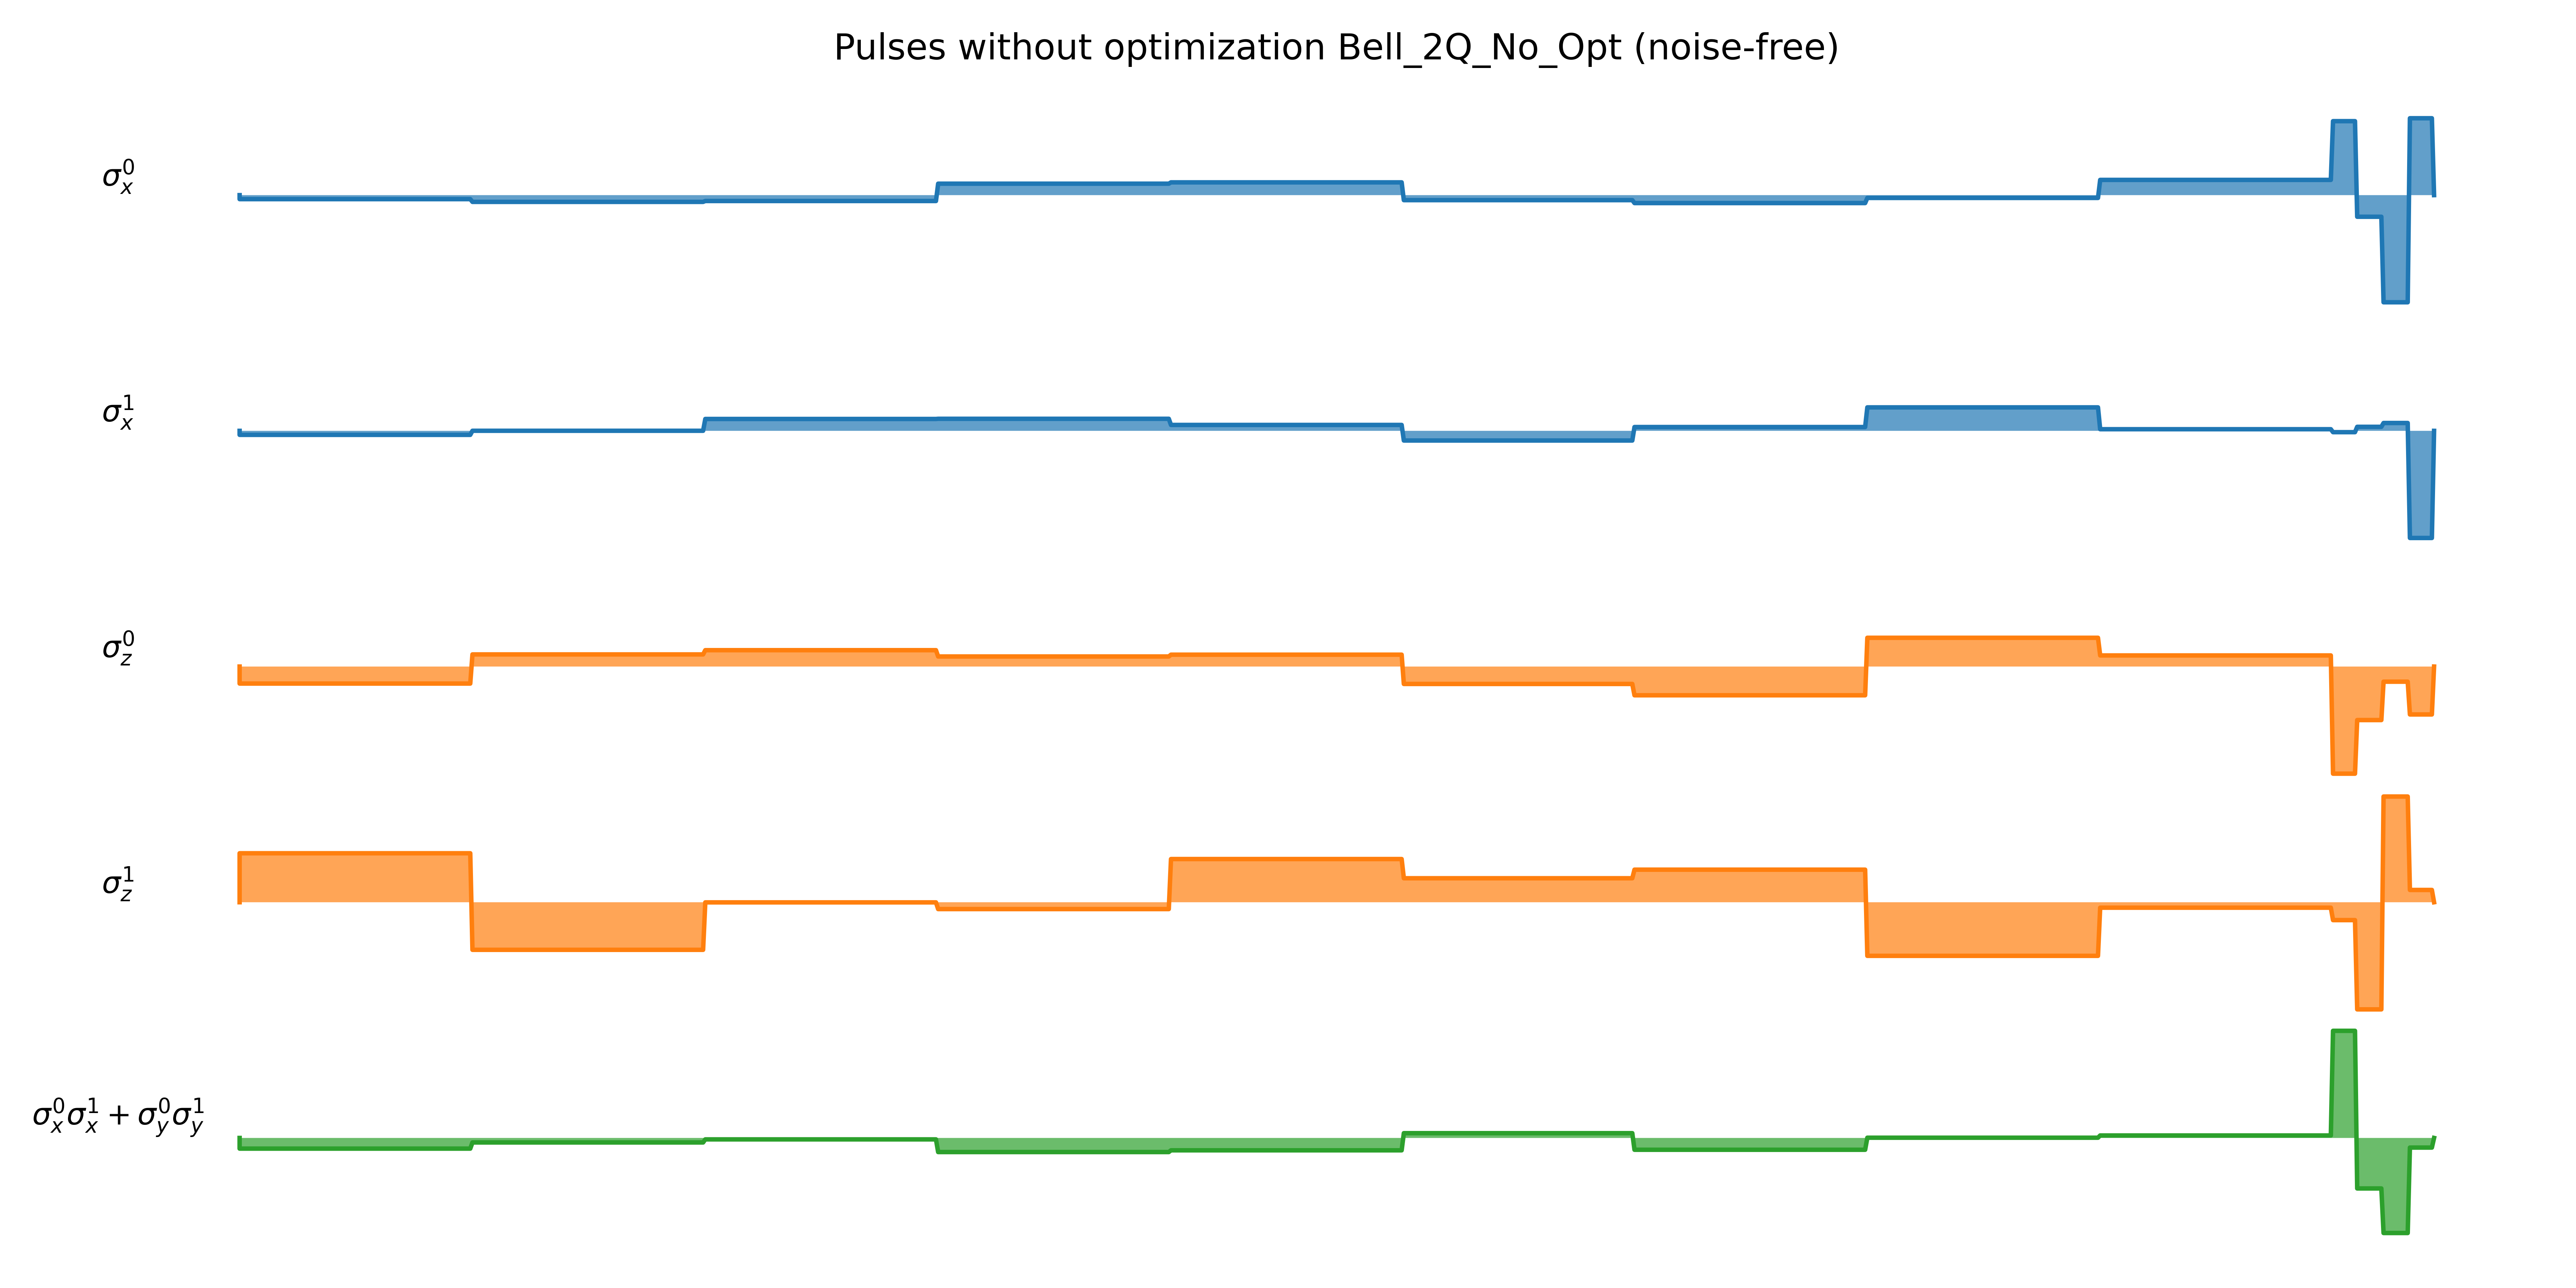 Pulses without optimization Bell_2Q_No_Opt (noise-free)
σ_x^0
σ_x^1
σ_z^0
σ_z^1
σ_x^0σ_x^1 + σ_y^0σ_y^1